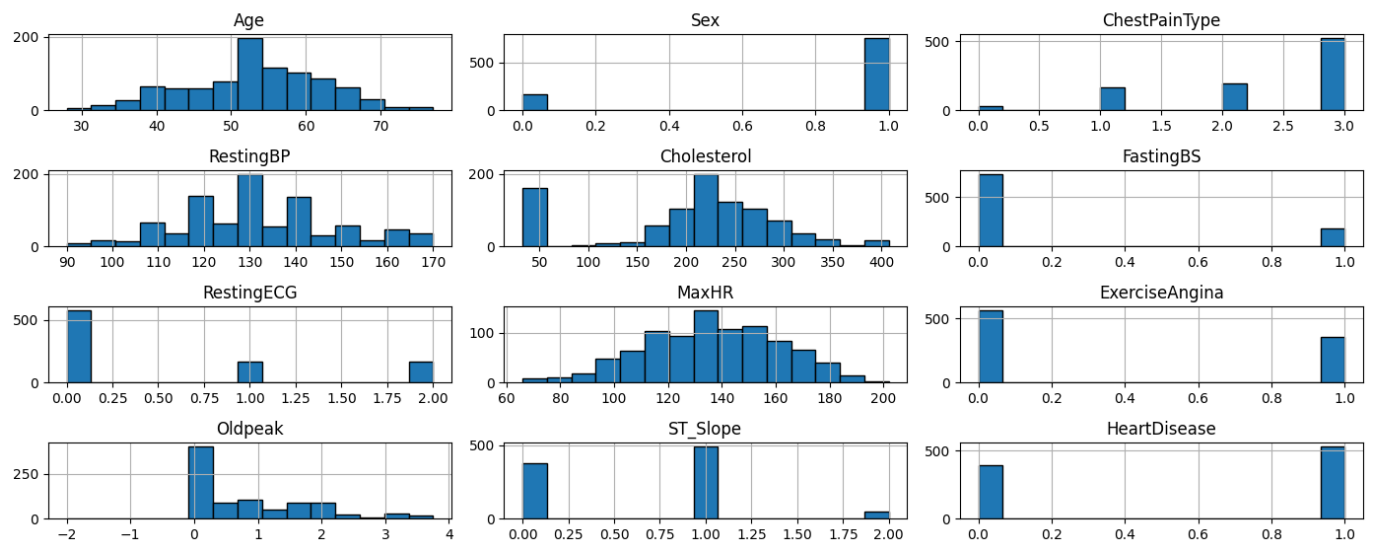 Age
Sex
ChestPainType
200
100
0
30 40 50 60 70
500
0
0.0 0.2 0.4 0.6 0.8 1.0
500
0
0.0 0.5 1.0 1.5 2.0 2.5 3.0
RestingBP
Cholesterol
FastingBS
200
100
0
90 100 110 120 130 140 150 160 170
200
100
0
50 100 150 200 250 300 350 400
500
0
0.0 0.2 0.4 0.6 0.8 1.0
RestingECG
MaxHR
ExerciseAngina
500
0
0.00 0.25 0.50 0.75 1.00 1.25 1.50 1.75 2.00
100
0
60 80 100 120 140 160 180 200
500
0
0.0 0.2 0.4 0.6 0.8 1.0
Oldpeak
ST_Slope
HeartDisease
250
0
−2 −1 0 1 2 3 4
500
0
0.00 0.25 0.50 0.75 1.00 1.25 1.50 1.75 2.00
500
0
0.0 0.2 0.4 0.6 0.8 1.0